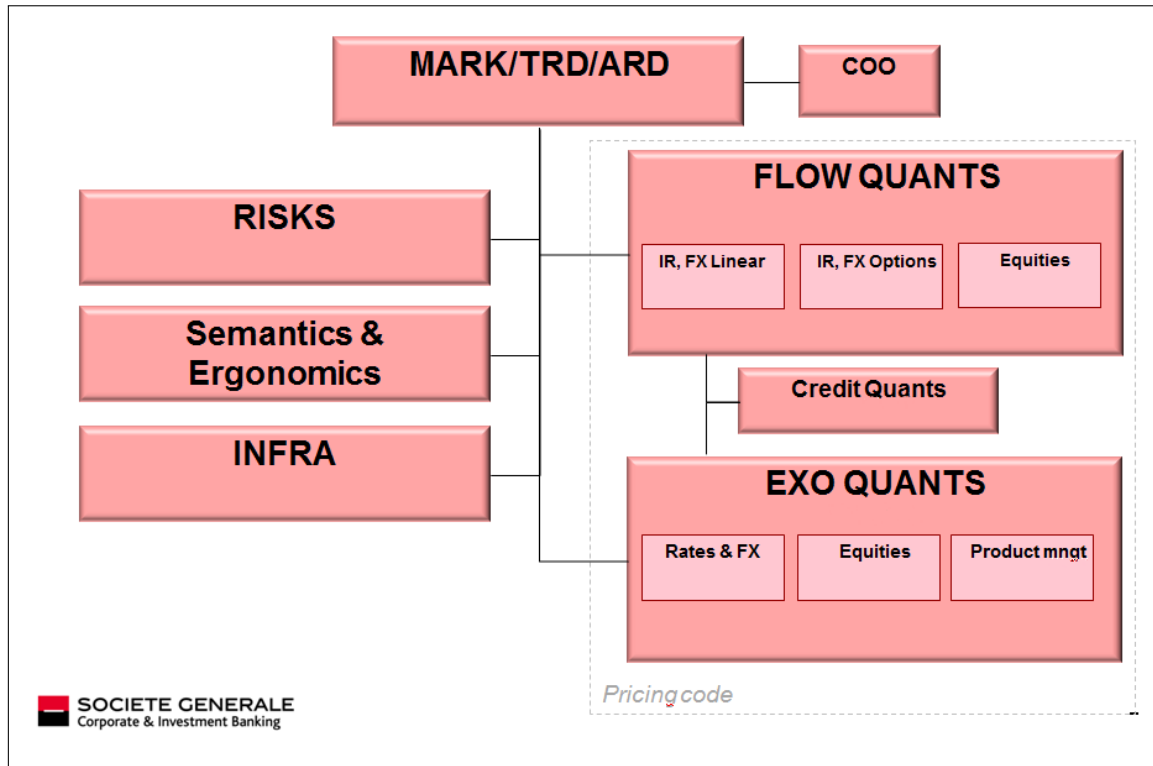 MARK/TRD/ARD
COO
RISKS
Semantics &
Ergonomics
INFRA
FLOW QUANTS
IR, FX Linear
IR, FX Options
Equities
Credit Quants
EXO QUANTS
Rates & FX
Equities
Product mngt
Pricing code
SOCIETE GENERALE
Corporate & Investment Banking